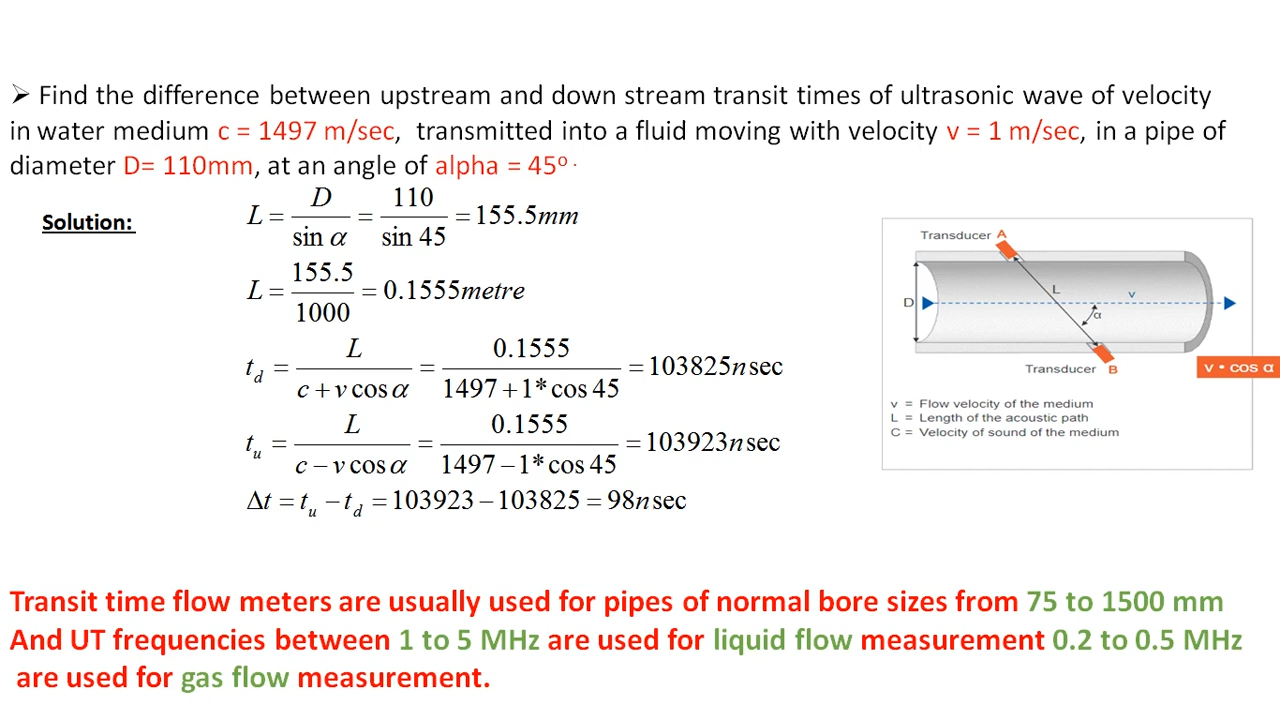 ➤ Find the difference between upstream and down stream transit times of ultrasonic wave of velocity
in water medium c = 1497 m/sec, transmitted into a fluid moving with velocity v = 1 m/sec, in a pipe of
diameter D= 110mm, at an angle of alpha = 45º .
Solution:
L = D / sin α = 110 / sin 45 = 155.5mm
L = 155.5 / 1000 = 0.1555metre
t_d = L / (c + v cos α) = 0.1555 / (1497 + 1* cos 45) = 103825n sec
t_u = L / (c − v cos α) = 0.1555 / (1497 − 1* cos 45) = 103923n sec
Δt = t_u − t_d = 103923 − 103825 = 98n sec
Transducer A
D
L
v
α
Transducer B
v • cos α
v = Flow velocity of the medium
L = Length of the acoustic path
C = Velocity of sound of the medium
Transit time flow meters are usually used for pipes of normal bore sizes from 75 to 1500 mm
And UT frequencies between 1 to 5 MHz are used for liquid flow measurement 0.2 to 0.5 MHz
are used for gas flow measurement.